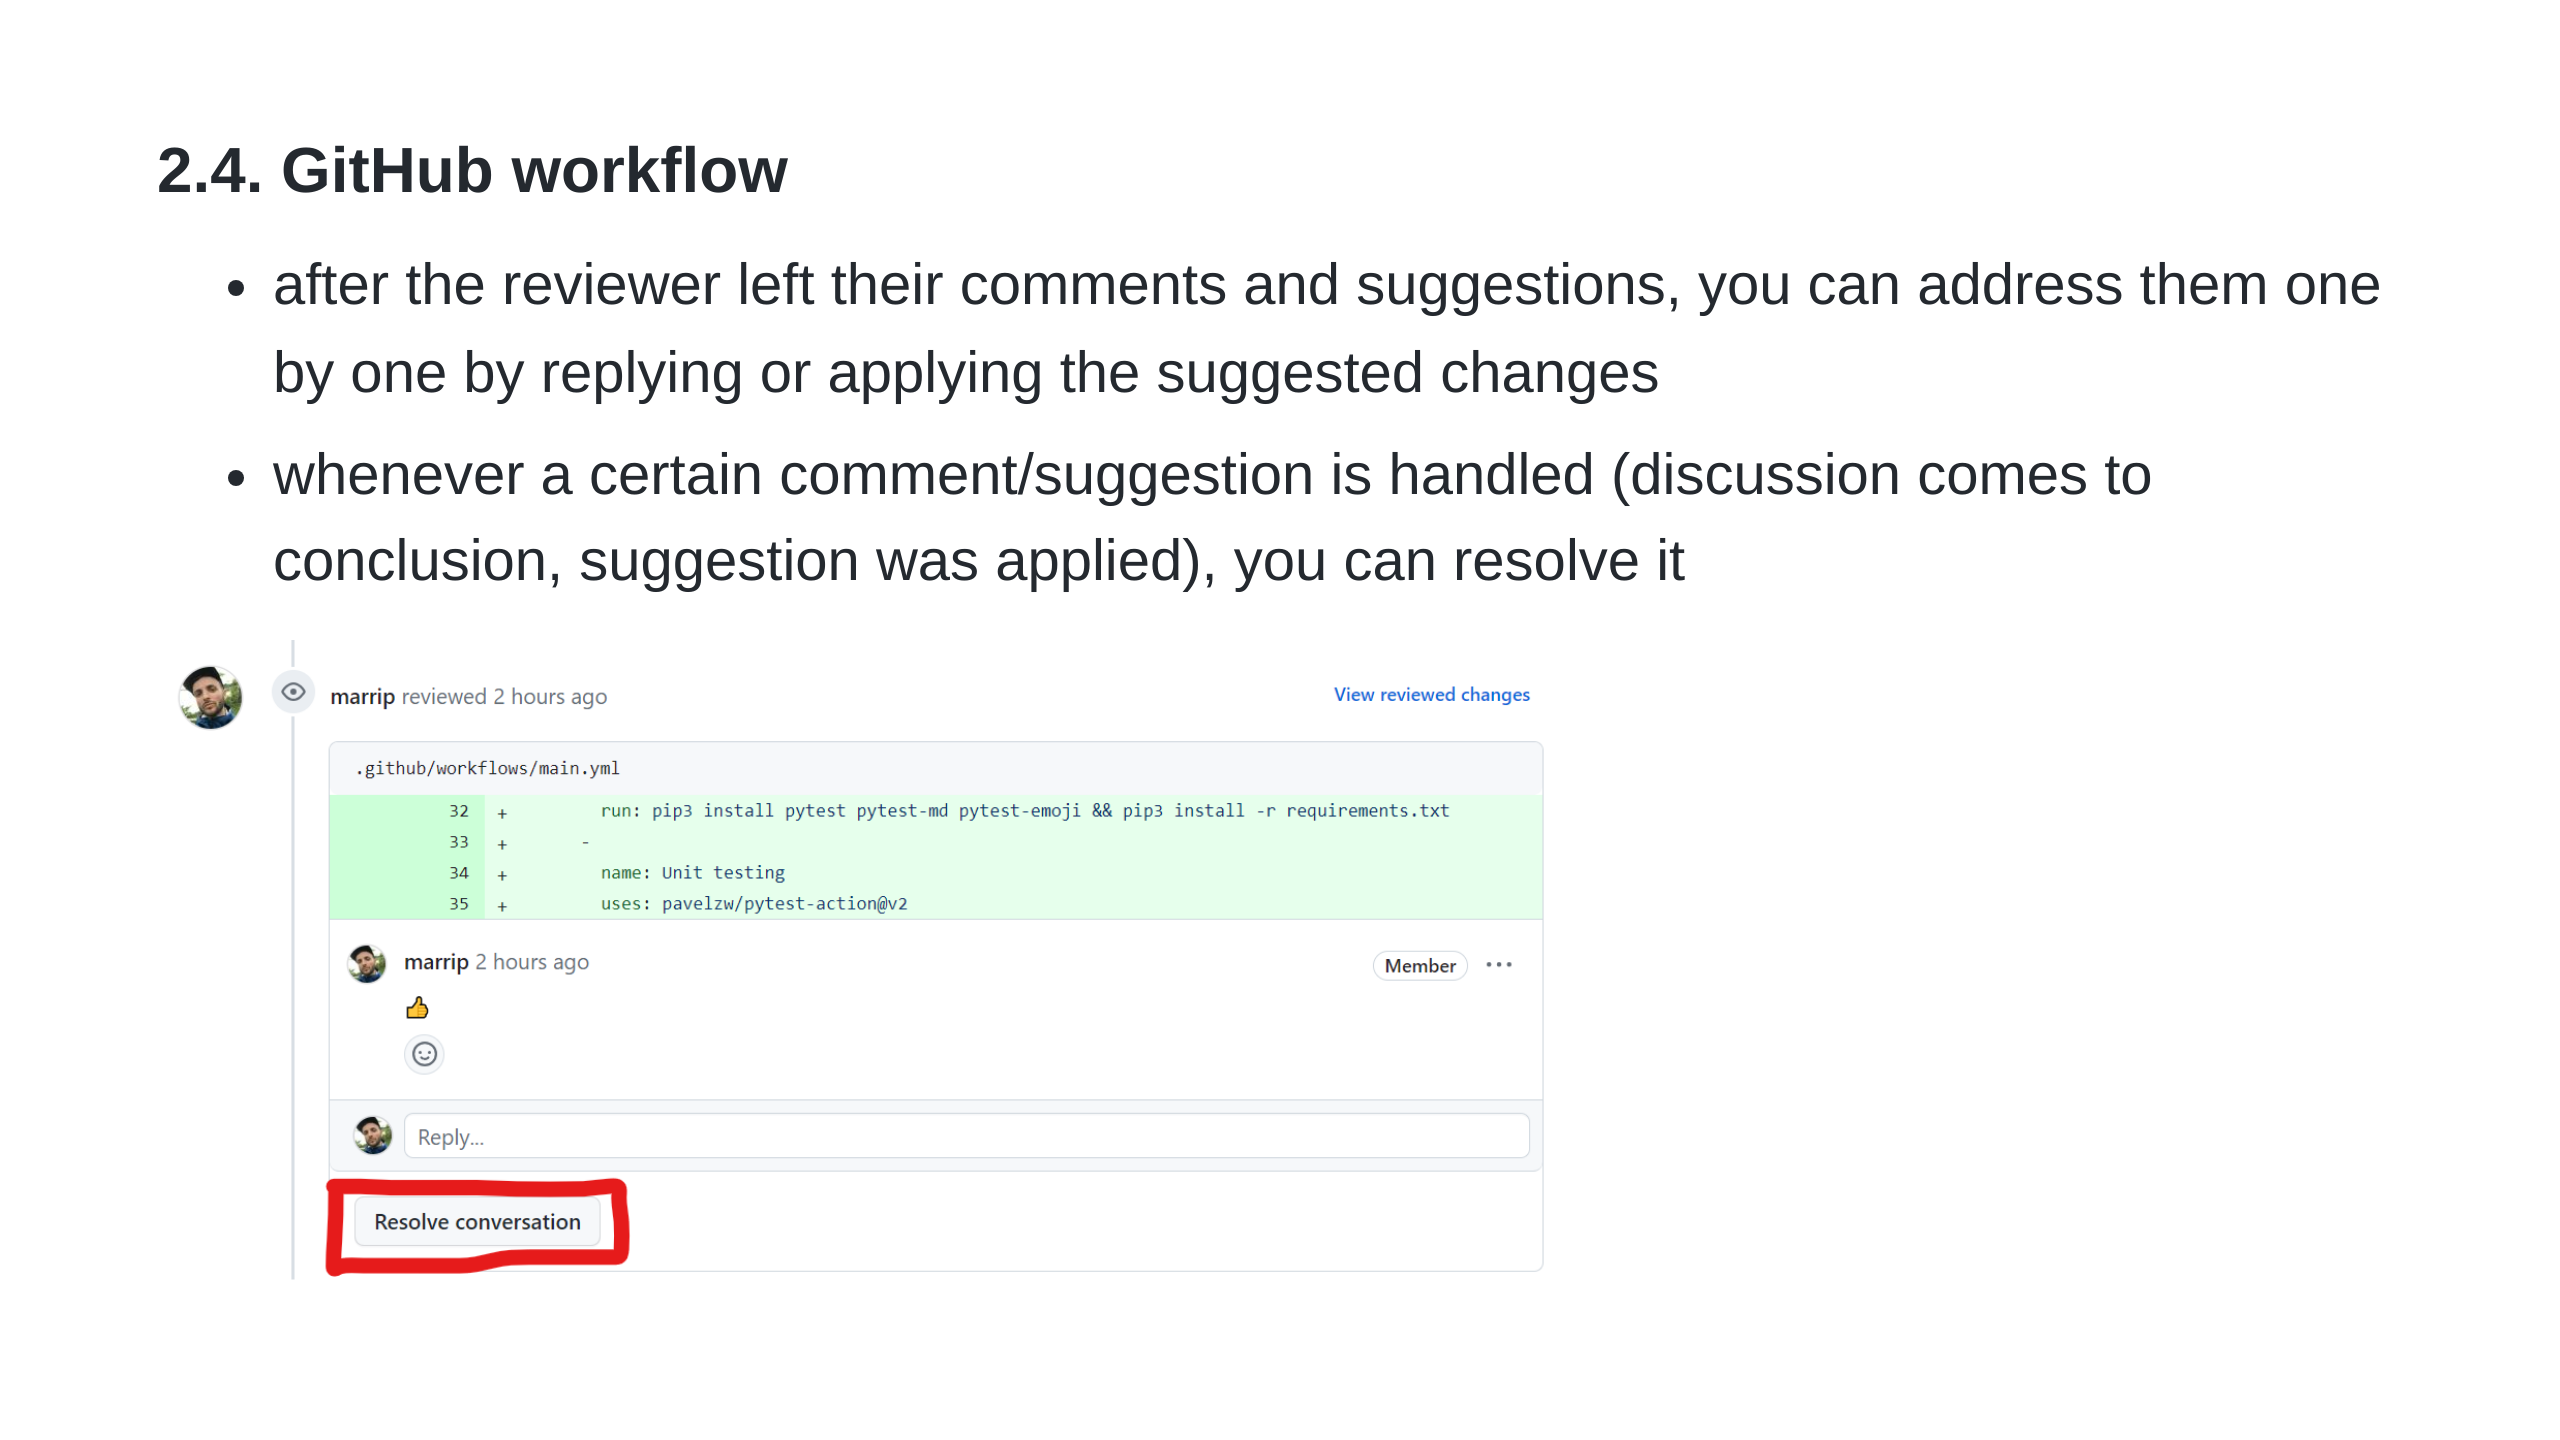 2.4. GitHub workflow
• after the reviewer left their comments and suggestions, you can address them one
by one by replying or applying the suggested changes
• whenever a certain comment/suggestion is handled (discussion comes to
conclusion, suggestion was applied), you can resolve it
marrip reviewed 2 hours ago View reviewed changes
.github/workflows/main.yml
32 + run: pip3 install pytest pytest-md pytest-emoji && pip3 install -r requirements.txt
33 + -
34 + name: Unit testing
35 + uses: pavelzw/pytest-action@v2
marrip 2 hours ago Member ...
👍
Reply...
Resolve conversation